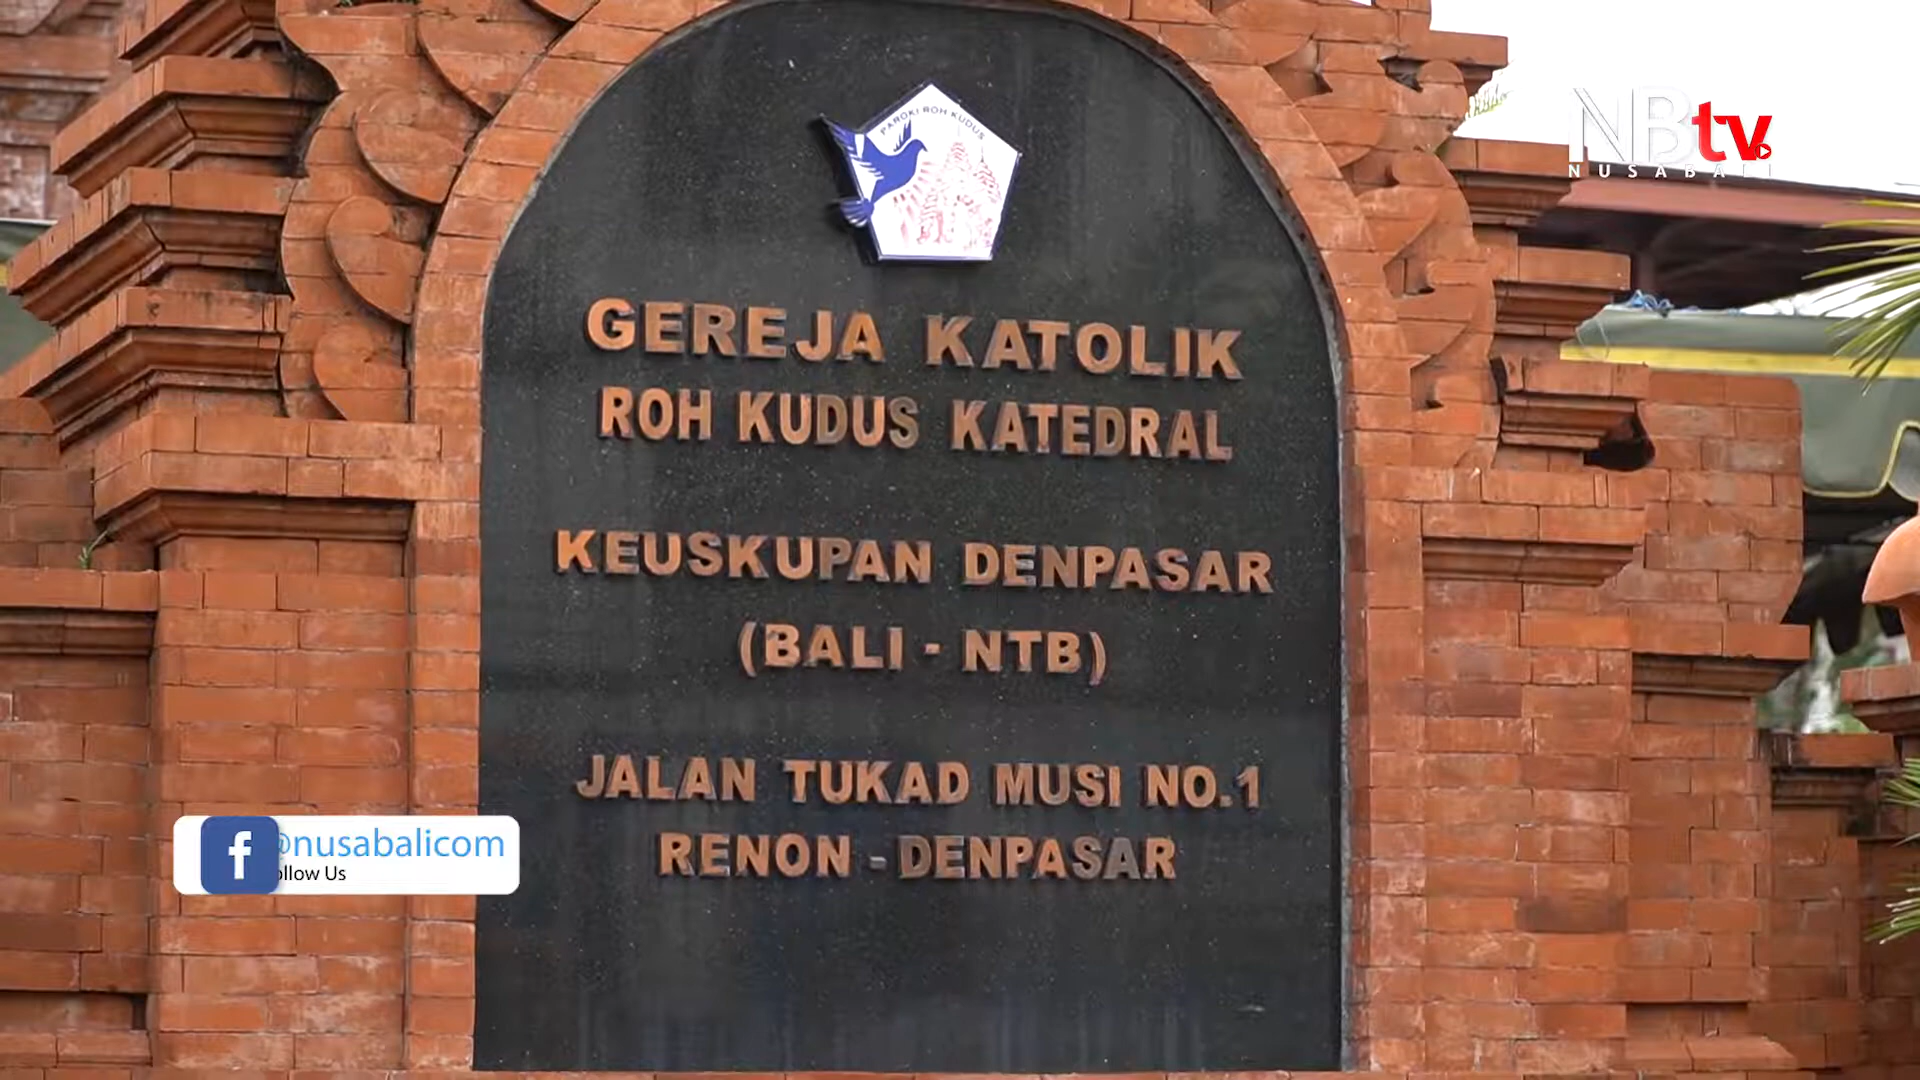 PAROKI ROH KUDUS
NBtv
NUSABALI
GEREJA KATOLIK
ROH KUDUS KATEDRAL
KEUSKUPAN DENPASAR
(BALI - NTB)
JALAN TUKAD MUSI NO.1
RENON - DENPASAR
@nusabalicom
ollow Us